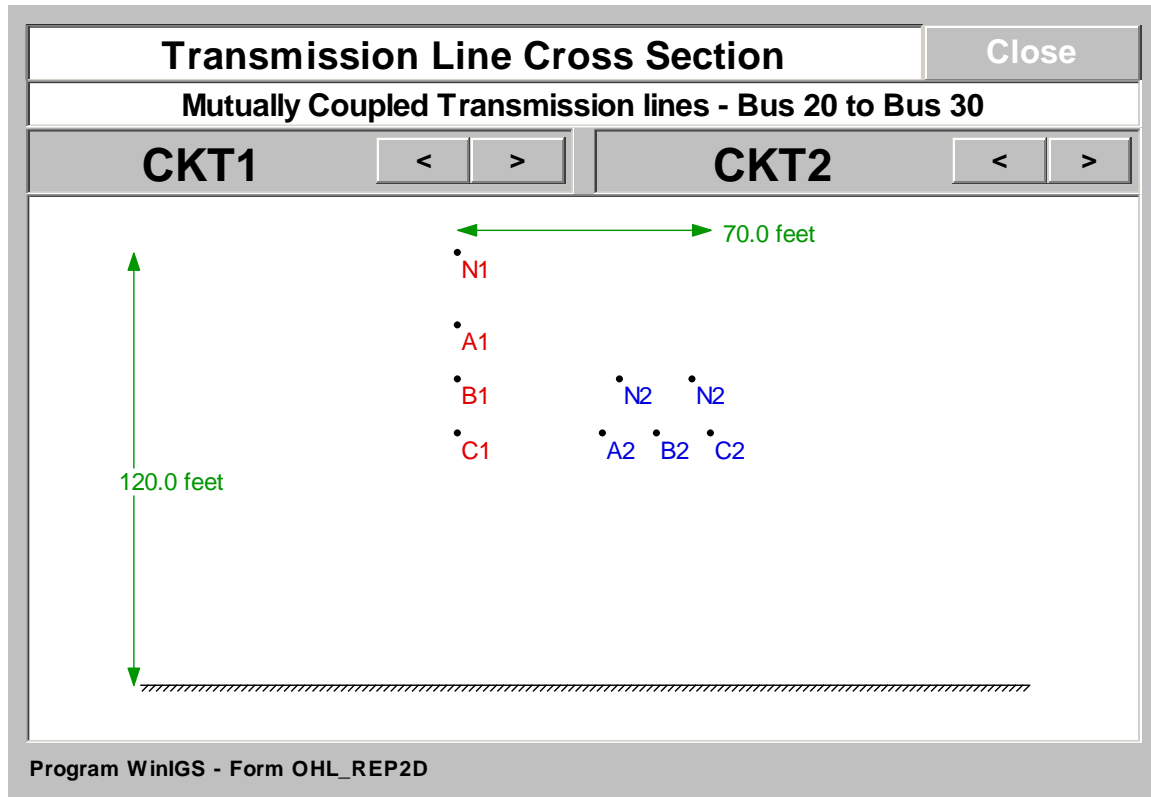 Transmission Line Cross Section Close
Mutually Coupled Transmission lines - Bus 20 to Bus 30
CKT1 < > CKT2 < >
70.0 feet
N1
A1
B1 N2 N2
C1 A2 B2 C2
120.0 feet
Program WinIGS - Form OHL_REP2D